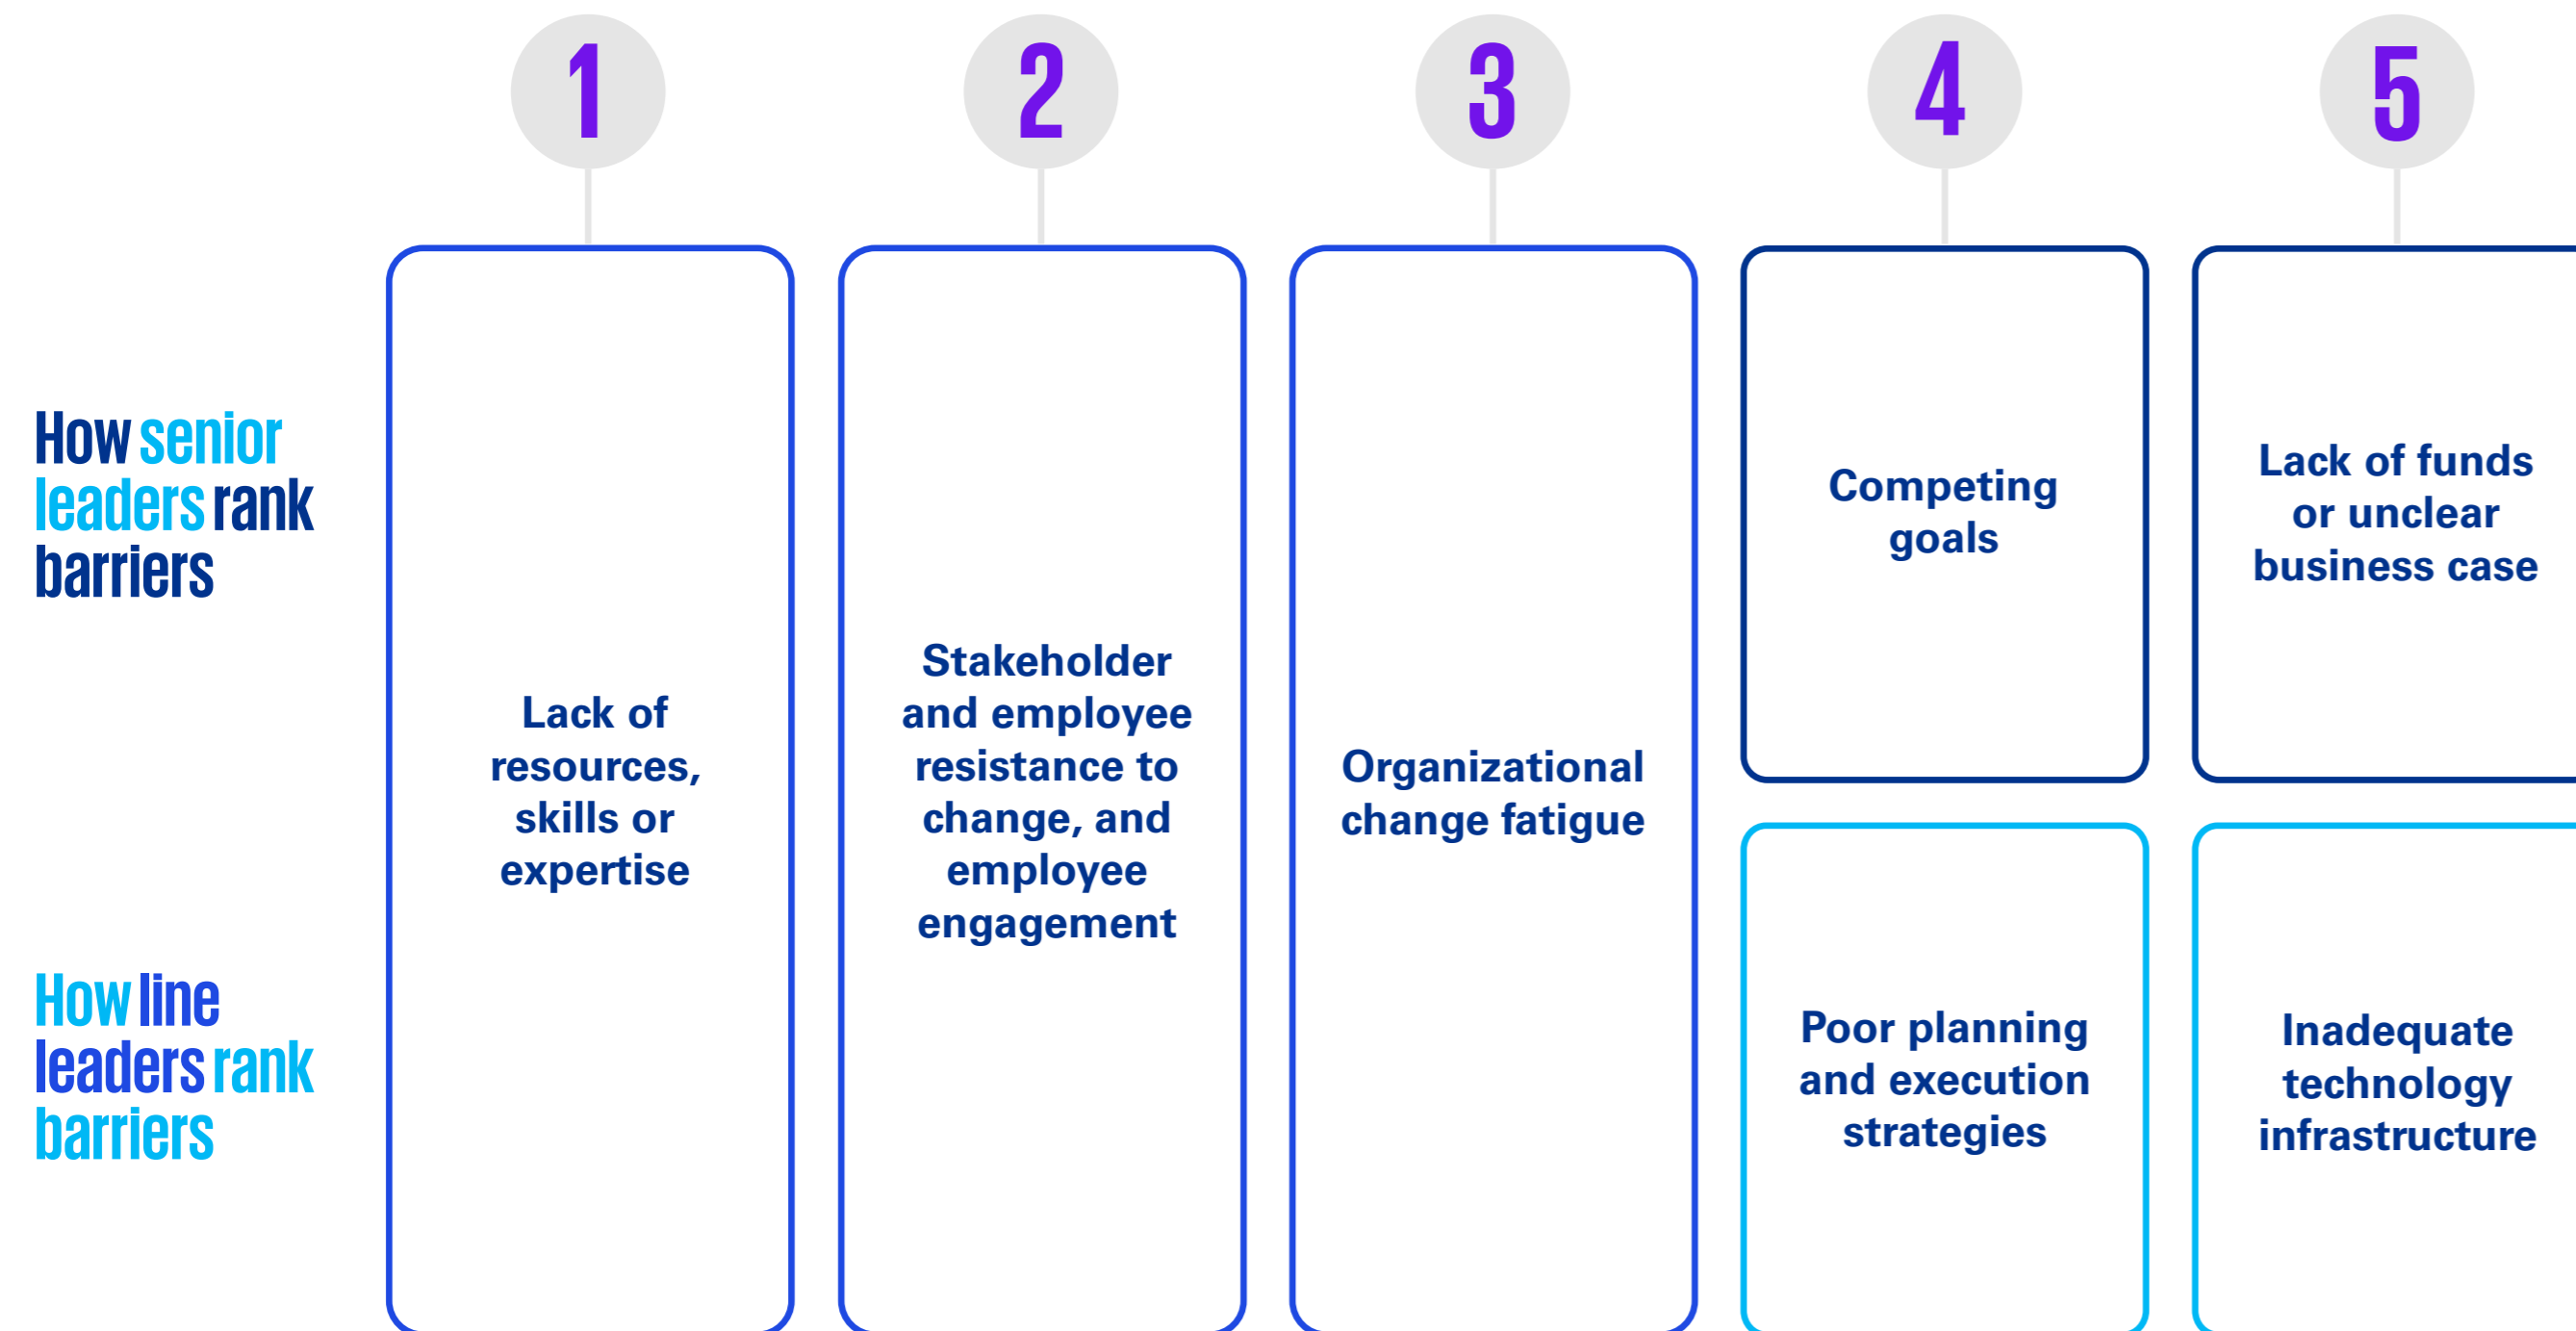 1
2
3
4
5
How senior
leaders rank
barriers
How line
leaders rank
barriers
Lack of
resources,
skills or
expertise
Stakeholder
and employee
resistance to
change, and
employee
engagement
Organizational
change fatigue
Competing
goals
Lack of funds
or unclear
business case
Poor planning
and execution
strategies
Inadequate
technology
infrastructure